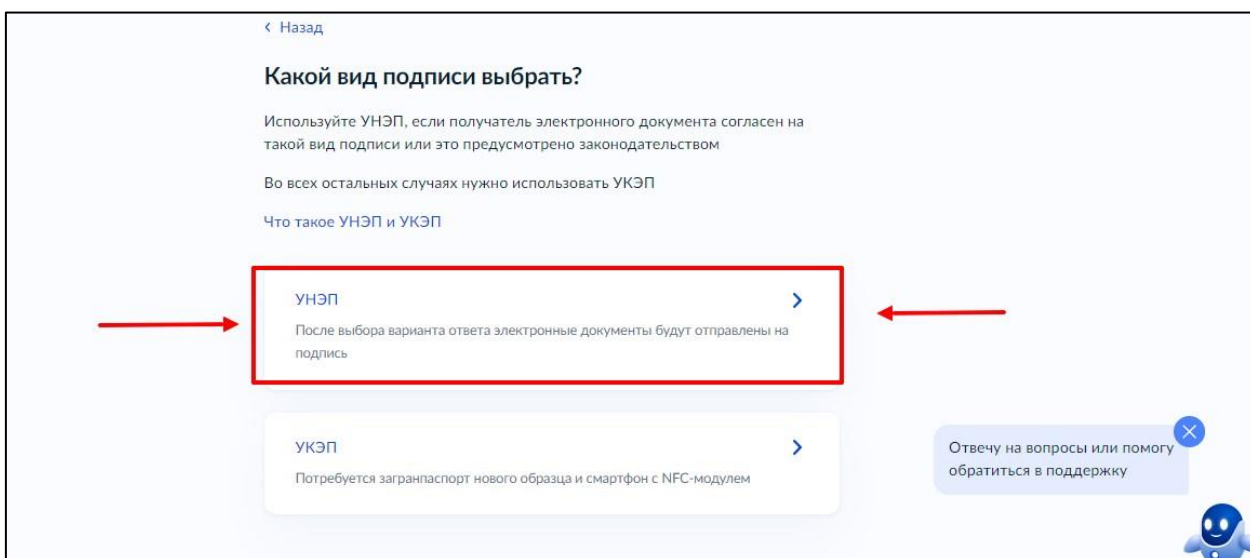 Назад
Какой вид подписи выбрать?
Используйте УНЭП, если получатель электронного документа согласен на
такой вид подписи или это предусмотрено законодательством
Во всех остальных случаях нужно использовать УКЭП
Что такое УНЭП и УКЭП
УНЭП
После выбора варианта ответа электронные документы будут отправлены на
подпись
УКЭП
Потребуется загранпаспорт нового образца и смартфон с NFC-модулем
Отвечу на вопросы или помогу
обратиться в поддержку